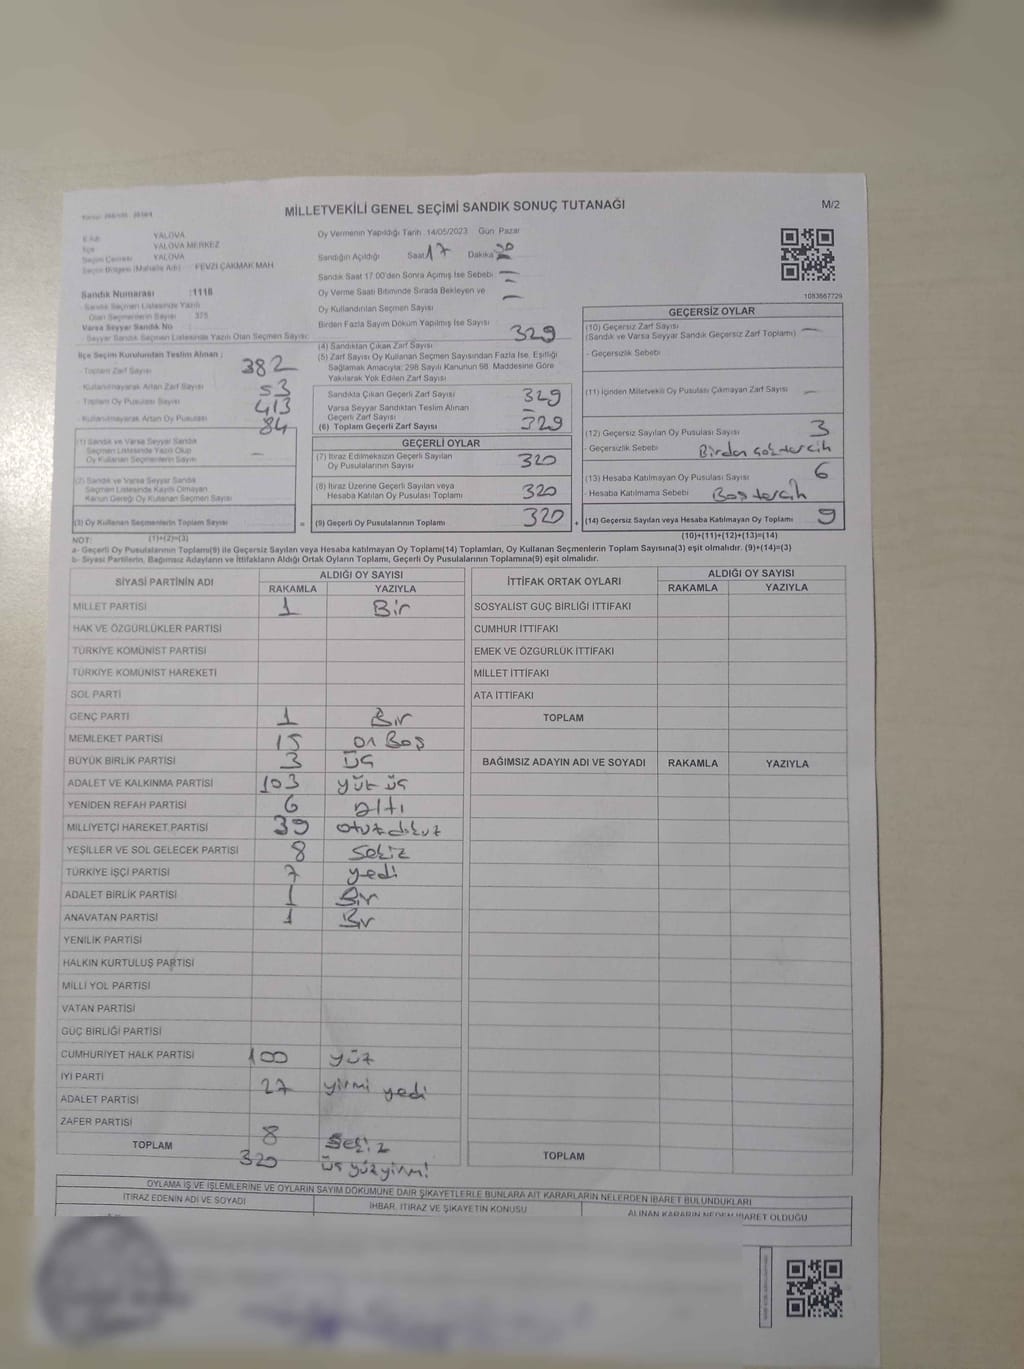 MİLLETVEKİLİ GENEL SEÇİMİ SANDIK SONUÇ TUTANAĞI
M/2
YALOVA
İlçe YALOVA MERKEZ
Seçim Çevresi YALOVA
Seçim Bölgesi (Mahalle Adı) : FEVZİ ÇAKMAK MAH
Sandık Numarası :1118
Sandık Seçmen Listesinde Yazılı
Olan Seçmenlerin Sayısı 375
Varsa Seyyar Sandık No
Seyyar Sandık Seçmen Listesinde Yazılı Olan Seçmen Sayısı:
İlçe Seçim Kurulundan Teslim Alınan ;
- Toplam Zarf Sayısı 382
- Kullanılmayarak Artan Zarf Sayısı 53
- Toplam Oy Pusulası Sayısı 413
- Kullanılmayarak Artan Oy Pusulası 84
(1) Sandık ve Varsa Seyyar Sandık
Seçmen Listesinde Yazılı Olup
Oy Kullanan Seçmenlerin Sayısı –
(2) Sandık ve Varsa Seyyar Sandık
Seçmen Listesinde Kayıtlı Olmayan
Kanun Gereği Oy Kullanan Seçmen Sayısı
(3) Oy Kullanan Seçmenlerin Toplam Sayısı =
Oy Vermenin Yapıldığı Tarih :14/05/2023 Gün Pazar
Sandığın Açıldığı Saat 17 Dakika
Sandık Saat 17.00'den Sonra Açılmış İse Sebebi
Oy Verme Saati Bitiminde Sırada Bekleyen ve
Oy Kullandırılan Seçmen Sayısı –
Birden Fazla Sayım Döküm Yapılmış İse Sayısı
(4) Sandıktan Çıkan Zarf Sayısı 329
(5) Zarf Sayısı Oy Kullanan Seçmen Sayısından Fazla İse, Eşitliği
Sağlamak Amacıyla; 298 Sayılı Kanunun 98. Maddesine Göre
Yakılarak Yok Edilen Zarf Sayısı
Sandıkta Çıkan Geçerli Zarf Sayısı 329
Varsa Seyyar Sandıktan Teslim Alınan
Geçerli Zarf Sayısı –
(6) Toplam Geçerli Zarf Sayısı 329
GEÇERLİ OYLAR
(7) İtiraz Edilmeksizin Geçerli Sayılan
Oy Pusulalarının Sayısı 320
(8) İtiraz Üzerine Geçerli Sayılan veya
Hesaba Katılan Oy Pusulası Toplamı 320
(9) Geçerli Oy Pusulalarının Toplamı 320 +
1083667729
GEÇERSİZ OYLAR
(10) Geçersiz Zarf Sayısı
(Sandık ve Varsa Seyyar Sandık Geçersiz Zarf Toplamı) –
- Geçersizlik Sebebi
(11) İçinden Milletvekili Oy Pusulası Çıkmayan Zarf Sayısı –
(12) Geçersiz Sayılan Oy Pusulası Sayısı 3
- Geçersizlik Sebebi Birden çok tercih
(13) Hesaba Katılmayan Oy Pusulası Sayısı 6
- Hesaba Katılmama Sebebi Boş tercih
(14) Geçersiz Sayılan veya Hesaba Katılmayan Oy Toplamı 9
NOT: (1)+(2)=(3) (10)+(11)+(12)+(13)=(14)
a- Geçerli Oy Pusulalarının Toplamı(9) ile Geçersiz Sayılan veya Hesaba katılmayan Oy Toplamı(14) Toplamları, Oy Kullanan Seçmenlerin Toplam Sayısına(3) eşit olmalıdır. (9)+(14)=(3)
b- Siyasi Partilerin, Bağımsız Adayların ve İttifakların Aldığı Ortak Oyların Toplamı, Geçerli Oy Pusulalarının Toplamına(9) eşit olmalıdır.
SİYASİ PARTİNİN ADI ALDIĞI OY SAYISI
RAKAMLA YAZIYLA
MİLLET PARTİSİ 1 Bir
HAK VE ÖZGÜRLÜKLER PARTİSİ
TÜRKİYE KOMÜNİST PARTİSİ
TÜRKİYE KOMÜNİST HAREKETİ
SOL PARTİ
GENÇ PARTİ 1 Bir
MEMLEKET PARTİSİ 15 on Beş
BÜYÜK BİRLİK PARTİSİ 3 üç
ADALET VE KALKINMA PARTİSİ 103 yüz üç
YENİDEN REFAH PARTİSİ 6 altı
MİLLİYETÇİ HAREKET PARTİSİ 39 otuz dokuz
YEŞİLLER VE SOL GELECEK PARTİSİ 8 sekiz
TÜRKİYE İŞÇİ PARTİSİ 7 yedi
ADALET BİRLİK PARTİSİ 1 Bir
ANAVATAN PARTİSİ 1 Bir
YENİLİK PARTİSİ
HALKIN KURTULUŞ PARTİSİ
MİLLİ YOL PARTİSİ
VATAN PARTİSİ
GÜÇ BİRLİĞİ PARTİSİ
CUMHURİYET HALK PARTİSİ 100 yüz
İYİ PARTİ 27 yirmi yedi
ADALET PARTİSİ
ZAFER PARTİSİ 8 sekiz
TOPLAM 320 üç yüz yirmi
İTTİFAK ORTAK OYLARI ALDIĞI OY SAYISI
RAKAMLA YAZIYLA
SOSYALİST GÜÇ BİRLİĞİ İTTİFAKI
CUMHUR İTTİFAKI
EMEK VE ÖZGÜRLÜK İTTİFAKI
MİLLET İTTİFAKI
ATA İTTİFAKI
TOPLAM
BAĞIMSIZ ADAYIN ADI VE SOYADI RAKAMLA YAZIYLA
TOPLAM
OYLAMA İŞ VE İŞLEMLERİNE VE OYLARIN SAYIM DÖKÜMÜNE DAİR ŞİKAYETLERLE BUNLARA AİT KARARLARIN NELERDEN İBARET BULUNDUKLARI
İTİRAZ EDENİN ADI VE SOYADI İHBAR, İTİRAZ VE ŞİKAYETİN KONUSU ALINAN KARARIN NEDEN İBARET OLDUĞU